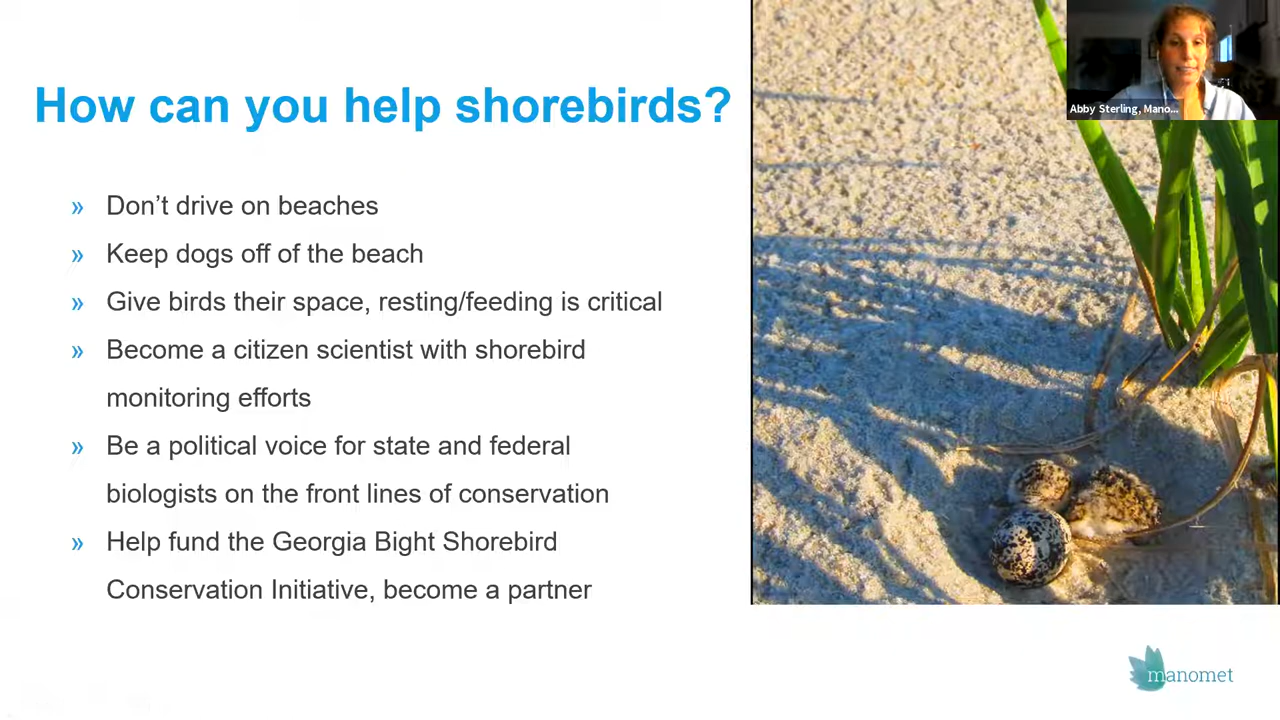 Abby Sterling, Mano...
How can you help shorebirds?
» Don’t drive on beaches
» Keep dogs off of the beach
» Give birds their space, resting/feeding is critical
» Become a citizen scientist with shorebird
monitoring efforts
» Be a political voice for state and federal
biologists on the front lines of conservation
» Help fund the Georgia Bight Shorebird
Conservation Initiative, become a partner
manomet